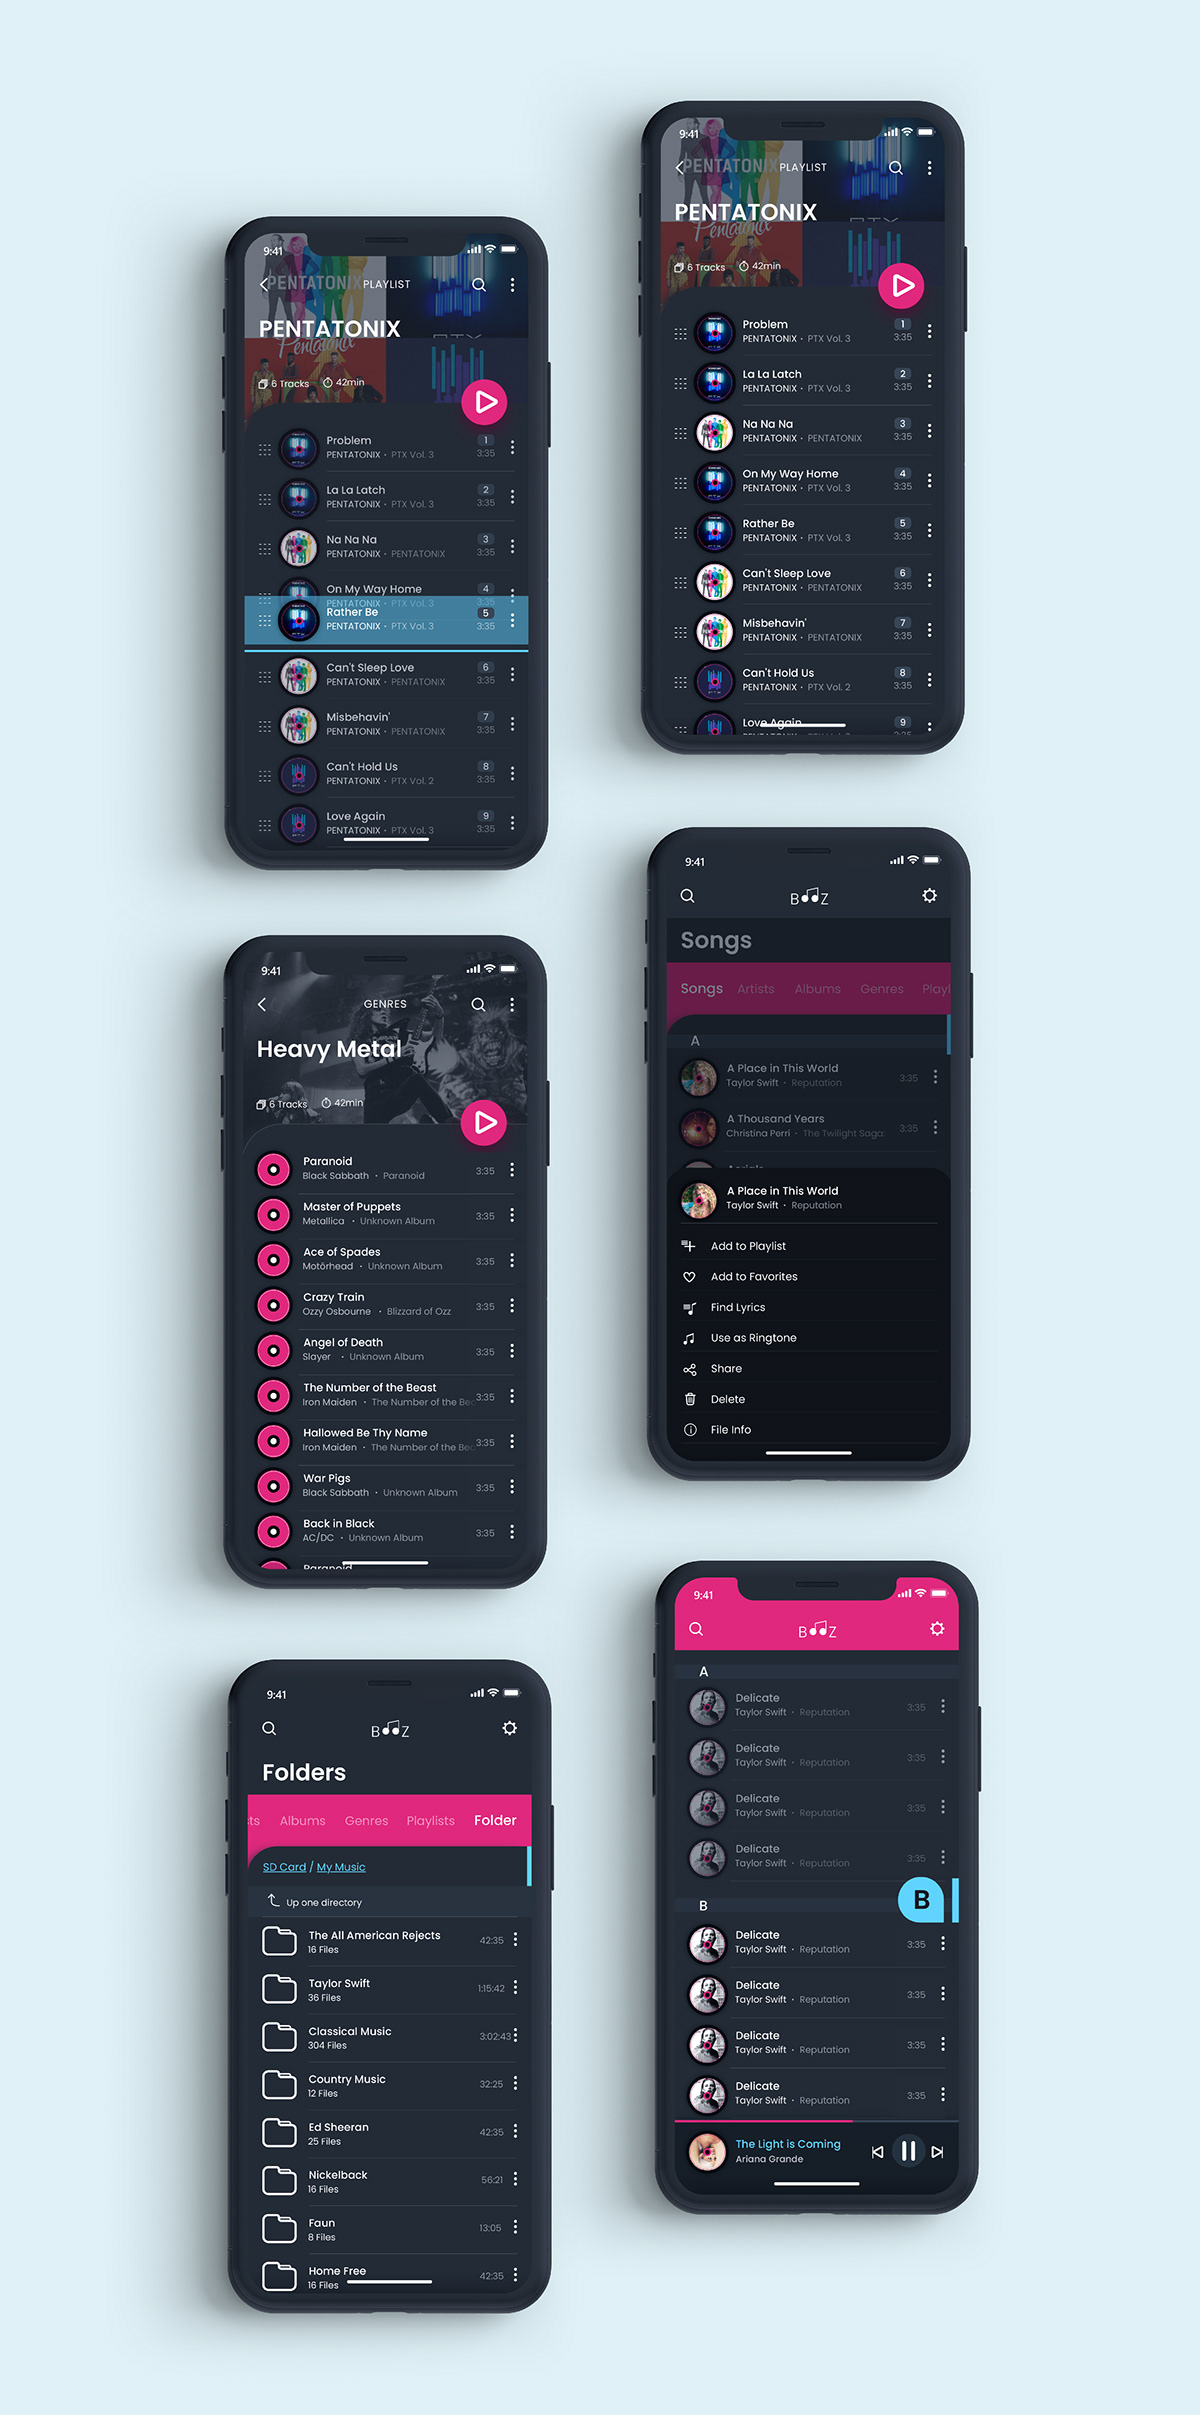 9:41
PENTATONIX PLAYLIST
PENTATONIX
Pentatonix
PTX
6 Tracks 42min
Problem 1
PENTATONIX • PTX Vol. 3 3:35
La La Latch 2
PENTATONIX • PTX Vol. 3 3:35
Na Na Na 3
PENTATONIX • PENTATONIX 3:35
On My Way Home 4
PENTATONIX • PTX Vol. 3 3:35
Rather Be 5
PENTATONIX • PTX Vol. 3 3:35
Can't Sleep Love 6
PENTATONIX • PENTATONIX 3:35
Misbehavin' 7
PENTATONIX • PENTATONIX 3:35
Can't Hold Us 8
PENTATONIX • PTX Vol. 2 3:35
Love Again 9
9:41
PENTATONIX PLAYLIST
PENTATONIX
Pentatonix
6 Tracks 42min
Problem 1
PENTATONIX • PTX Vol. 3 3:35
La La Latch 2
PENTATONIX • PTX Vol. 3 3:35
Na Na Na 3
PENTATONIX • PENTATONIX 3:35
On My Way Home 4
PENTATONIX • PTX Vol. 3 3:35
Rather Be 5
PENTATONIX • PTX Vol. 3 3:35
Can't Sleep Love 6
PENTATONIX • PENTATONIX 3:35
Misbehavin' 7
PENTATONIX • PENTATONIX 3:35
Can't Hold Us 8
PENTATONIX • PTX Vol. 2 3:35
Love Again 9
PENTATONIX • PTX Vol. 3 3:35
9:41
B Z
Songs
Songs Artists Albums Genres Playl
A
A Place in This World
Taylor Swift • Reputation 3:35
A Thousand Years
Christina Perri • The Twilight Saga: 3:35
Aerials
A Place in This World
Taylor Swift • Reputation
Add to Playlist
Add to Favorites
Find Lyrics
Use as Ringtone
Share
Delete
File Info
9:41
GENRES
Heavy Metal
6 Tracks 42min
Paranoid
Black Sabbath • Paranoid 3:35
Master of Puppets
Metallica • Unknown Album 3:35
Ace of Spades
Motörhead • Unknown Album 3:35
Crazy Train
Ozzy Osbourne • Blizzard of Ozz 3:35
Angel of Death
Slayer • Unknown Album 3:35
The Number of the Beast
Iron Maiden • The Number of the Bea 3:35
Hallowed Be Thy Name
Iron Maiden • The Number of the Bea 3:35
War Pigs
Black Sabbath • Unknown Album 3:35
Back in Black
AC/DC • Unknown Album 3:35
Paranoid
9:41
B Z
A
Delicate
Taylor Swift • Reputation 3:35
Delicate
Taylor Swift • Reputation 3:35
Delicate
Taylor Swift • Reputation 3:35
Delicate
Taylor Swift • Reputation 3:35
B
B
Delicate
Taylor Swift • Reputation 3:35
Delicate
Taylor Swift • Reputation 3:35
Delicate
Taylor Swift • Reputation 3:35
Delicate
Taylor Swift • Reputation 3:35
The Light is Coming
Ariana Grande
9:41
B Z
Folders
ts Albums Genres Playlists Folder
SD Card / My Music
Up one directory
The All American Rejects
16 Files 42:35
Taylor Swift
36 Files 1:15:42
Classical Music
304 Files 3:02:43
Country Music
12 Files 32:25
Ed Sheeran
25 Files 42:35
Nickelback
16 Files 56:21
Faun
8 Files 13:05
Home Free
16 Files 42:35